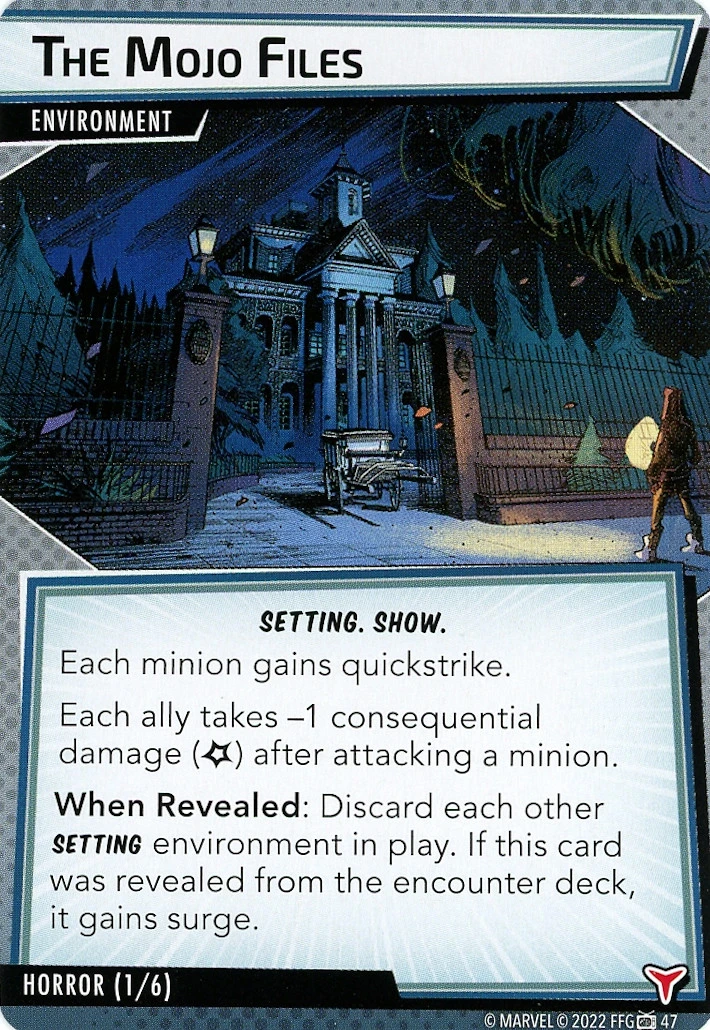 The Mojo Files
ENVIRONMENT
SETTING. SHOW.
Each minion gains quickstrike.
Each ally takes –1 consequential
damage () after attacking a minion.
When Revealed: Discard each other
SETTING environment in play. If this card
was revealed from the encounter deck,
it gains surge.
HORROR (1/6)
© MARVEL © 2022 FFG 47